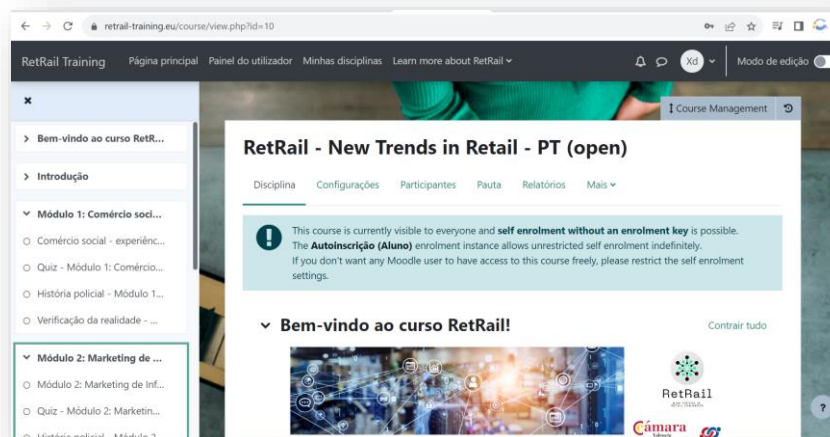 retrail-training.eu/course/view.php?id=10
RetRail Training Página principal Painel do utilizador Minhas disciplinas Learn more about RetRail Xd Modo de edição
Course Management
Bem-vindo ao curso RetR...
Introdução
Módulo 1: Comércio soci...
Comércio social - experiênc...
Quiz - Módulo 1: Comércio...
História policial - Módulo 1...
Verificação da realidade - ...
Módulo 2: Marketing de ...
Módulo 2: Marketing de Inf...
Quiz - Módulo 2: Marketin...
História policial - Módulo 2...
RetRail - New Trends in Retail - PT (open)
Disciplina Configurações Participantes Pauta Relatórios Mais
This course is currently visible to everyone and self enrolment without an enrolment key is possible.
The Autoinscrição (Aluno) enrolment instance allows unrestricted self enrolment indefinitely.
If you don't want any Moodle user to have access to this course freely, please restrict the self enrolment
settings.
Bem-vindo ao curso RetRail! Contrair tudo
RetRail
Cámara
Valencia
?